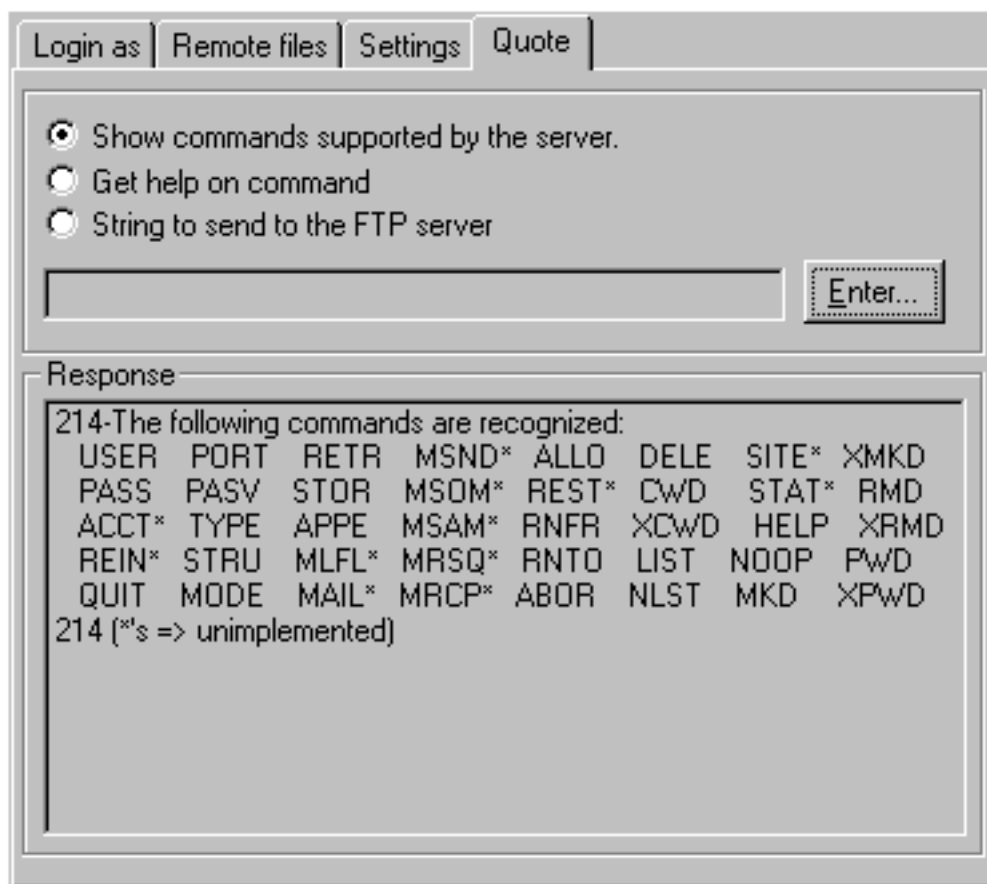 Login as Remote files Settings Quote
Show commands supported by the server.
Get help on command
String to send to the FTP server
Enter...
Response
214-The following commands are recognized:
USER PORT RETR MSND* ALLO DELE SITE* XMKD
PASS PASV STOR MSOM* REST* CWD STAT* RMD
ACCT* TYPE APPE MSAM* RNFR XCWD HELP XRMD
REIN* STRU MLFL* MRSQ* RNTO LIST NOOP PWD
QUIT MODE MAIL* MRCP* ABOR NLST MKD XPWD
214 (*'s => unimplemented)